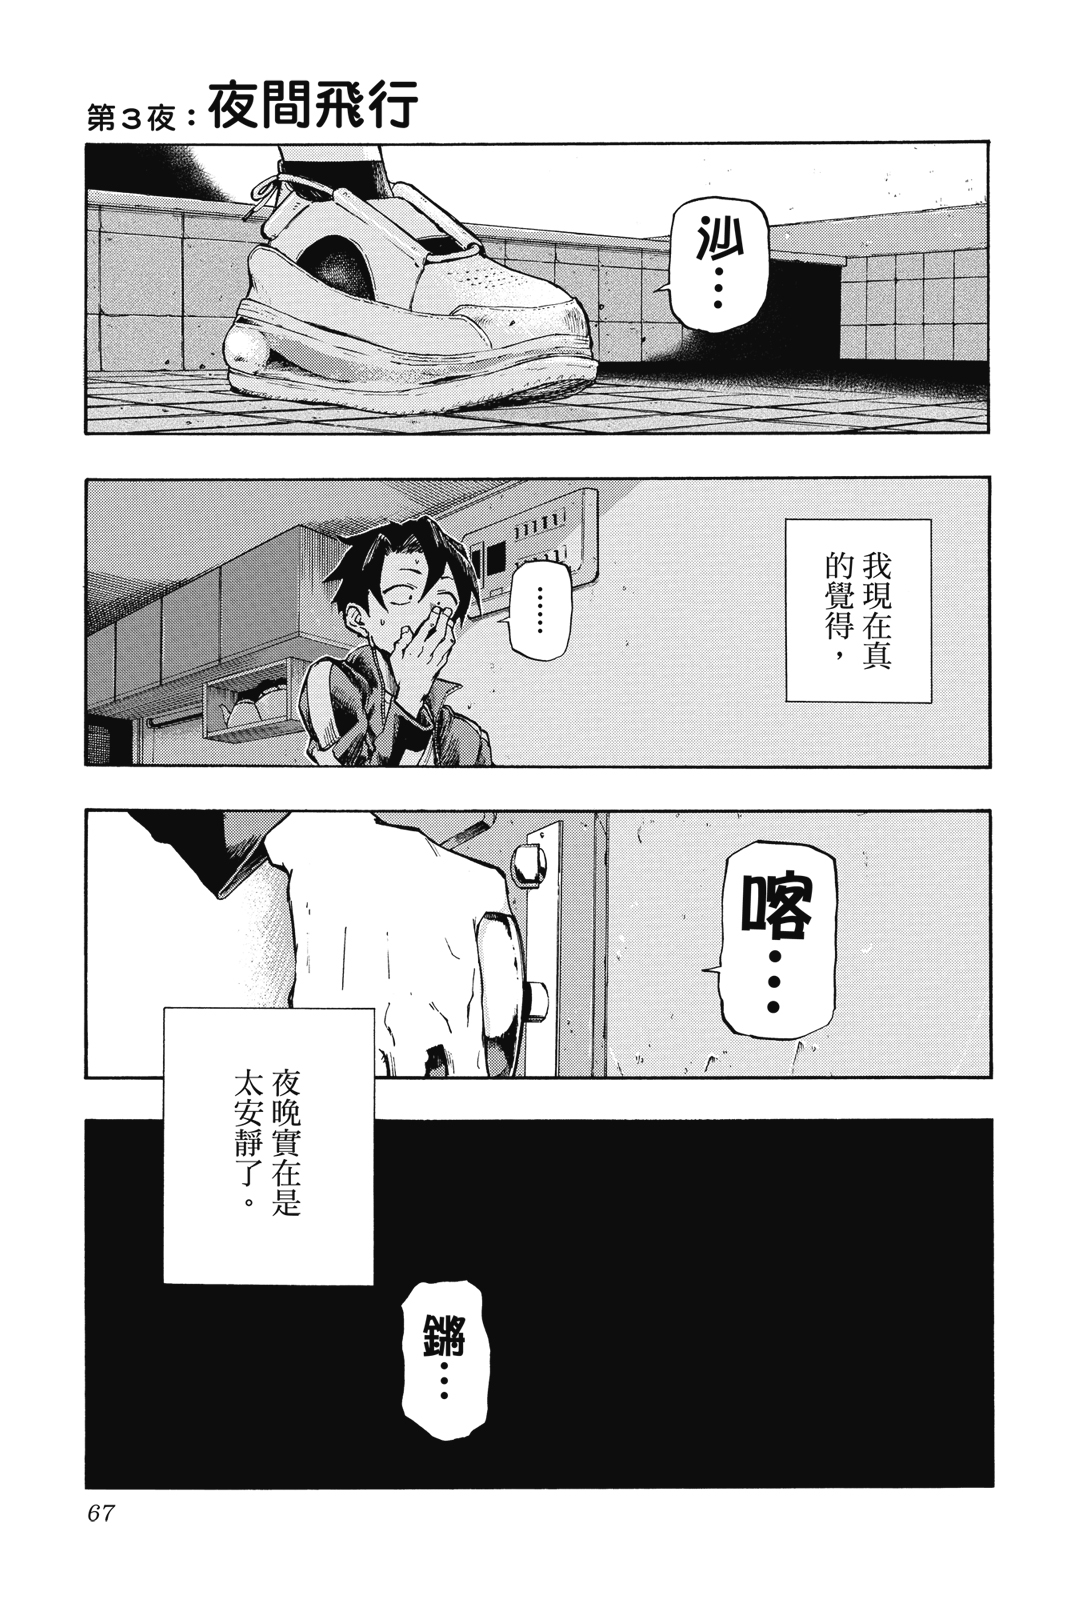 第3夜：夜間飛行
汕…
我現在真
的覺得，
……
喀…
夜晚實在是
太安靜了。
鏘…
67